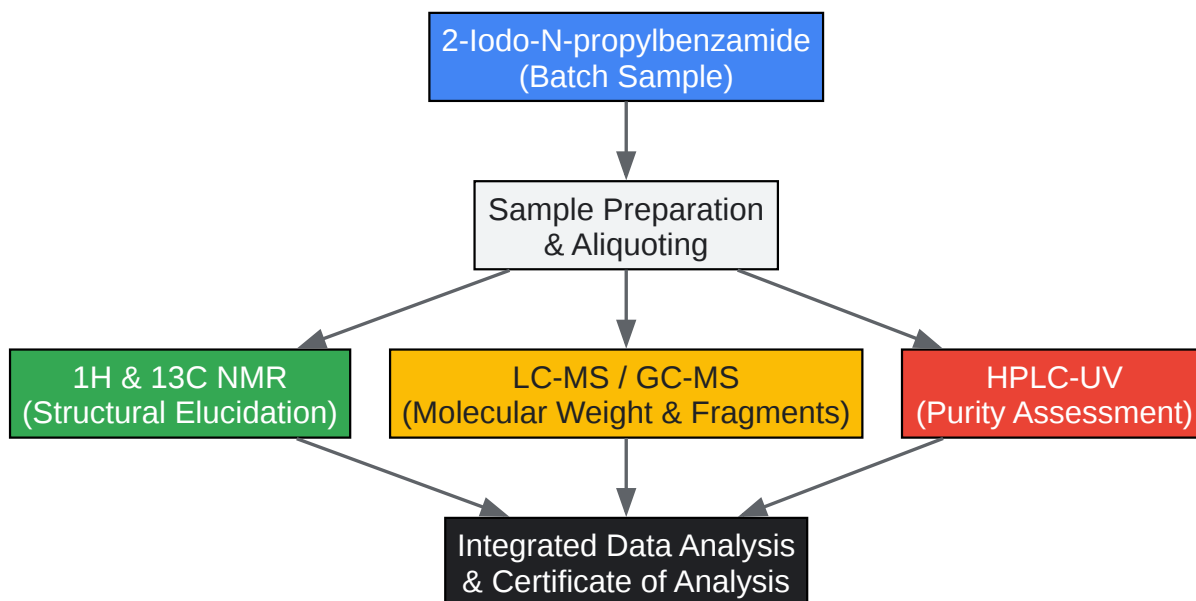 2-Iodo-N-propylbenzamide
(Batch Sample)
Sample Preparation
& Aliquoting
1H & 13C NMR
(Structural Elucidation)
LC-MS / GC-MS
(Molecular Weight & Fragments)
HPLC-UV
(Purity Assessment)
Integrated Data Analysis
& Certificate of Analysis